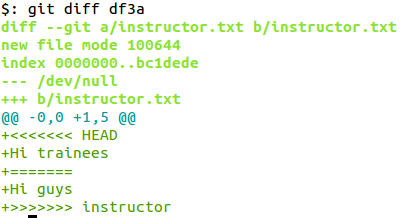 $: git diff df3a
diff --git a/instructor.txt b/instructor.txt
new file mode 100644
index 0000000..bc1dede
--- /dev/null
+++ b/instructor.txt
@@ -0,0 +1,5 @@
+<<<<<<< HEAD
+Hi trainees
+=======
+Hi guys
+>>>>>>> instructor